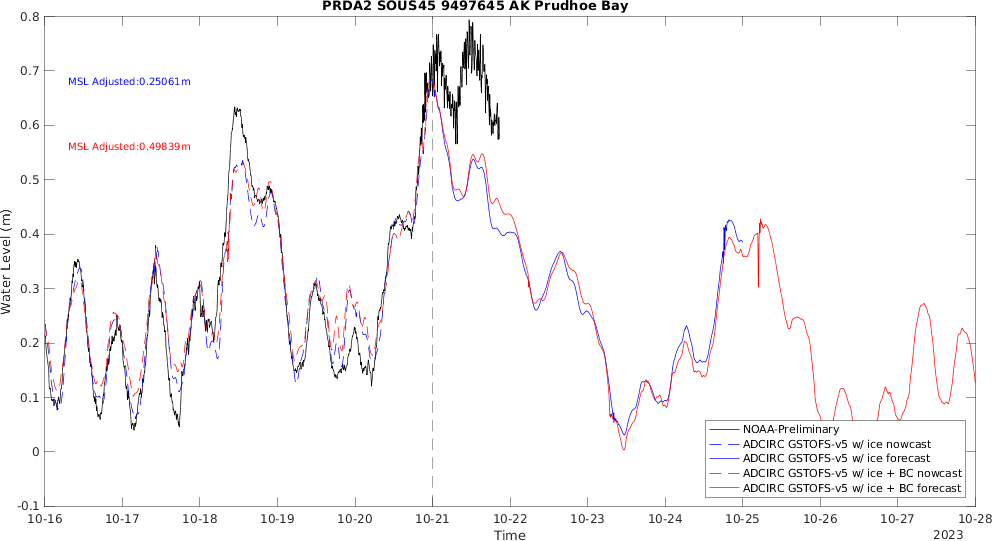 PRDA2 SOUS45 9497645 AK Prudhoe Bay
0.8
0.7
MSL Adjusted:0.25061m
0.6
MSL Adjusted:0.49839m
0.5
0.4
Water Level (m)
0.3
0.2
0.1
NOAA-Preliminary
ADCIRC GSTOFS-v5 w/ ice nowcast
0
ADCIRC GSTOFS-v5 w/ ice forecast
ADCIRC GSTOFS-v5 w/ ice + BC nowcast
ADCIRC GSTOFS-v5 w/ ice + BC forecast
-0.1
10-16 10-17 10-18 10-19 10-20 10-21 10-22 10-23 10-24 10-25 10-26 10-27 10-28
Time
2023